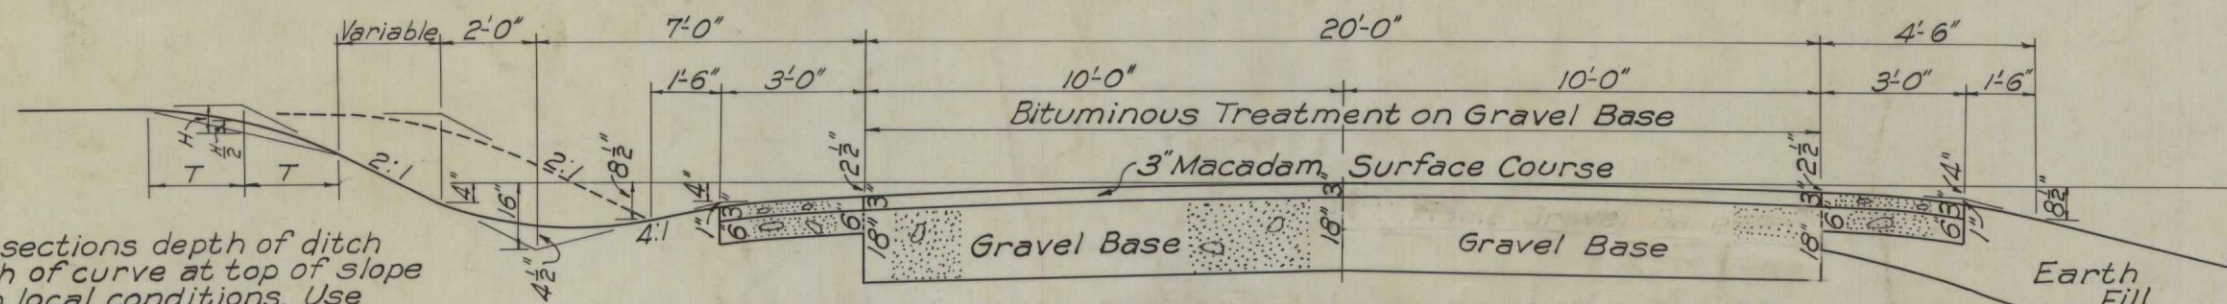 Variable 2'-0" 7'-0" 20'-0" 4'-6"
1'-6" 3'-0" 10'-0" 10'-0" 3'-0" 1'-6"
Bituminous Treatment on Gravel Base
3" Macadam Surface Course
H H/2 T T
2:1 4" 16" 2:1 8½" 4" 2½" 3" 3" 3" 2½" 4" 8½"
4½" 4:1 1" 6" 3" 6" 18" 18" 18" 6" 6" 3" 1"
Gravel Base Gravel Base
Earth
Fill
sections depth of ditch
h of curve at top of slope
local conditions. Use